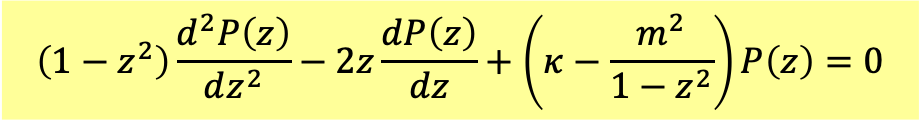 (1 − z²) d²P(z)/dz² − 2z dP(z)/dz + (κ − m²/(1 − z²)) P(z) = 0